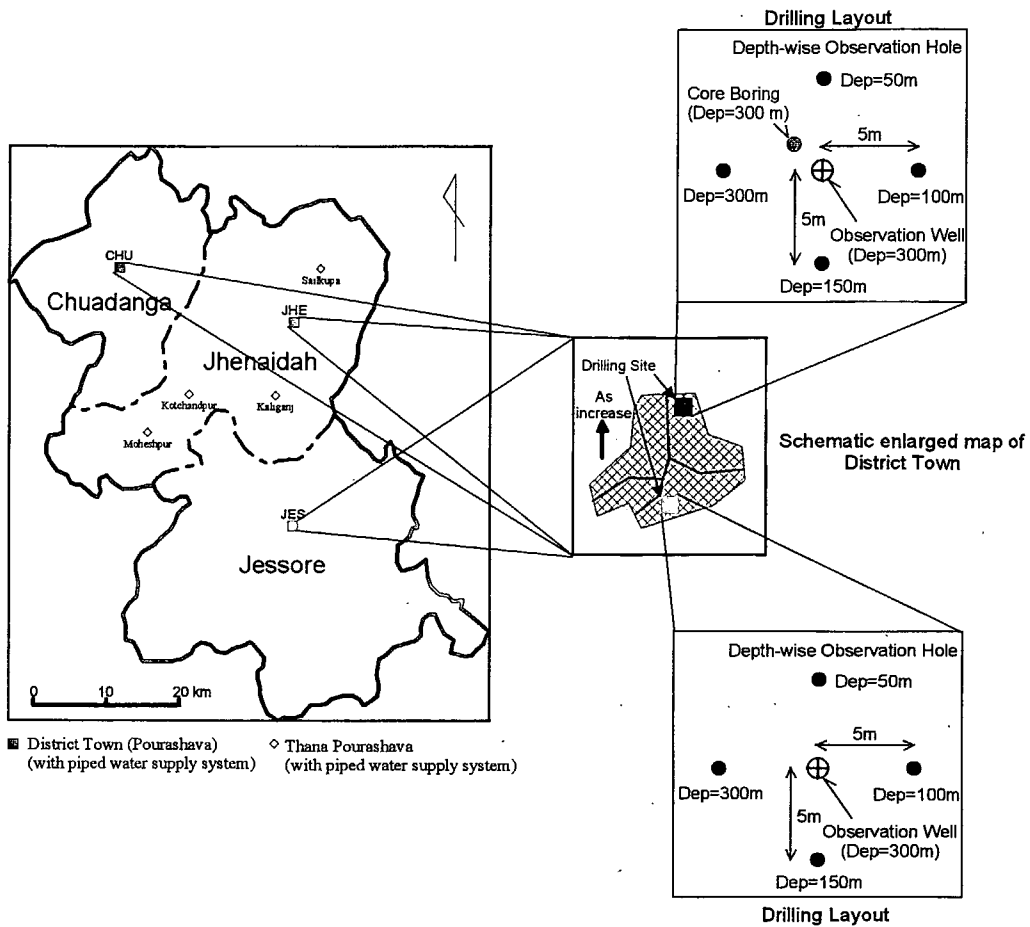 Drilling Layout
Depth-wise Observation Hole
Dep=50m
Core Boring
(Dep=300 m)
5m
Dep=300m
Dep=100m
5m
Observation Well
(Dep=300m)
Dep=150m
CHU
Chuadanga
Sailkupa
JHE
Jhenaidah
Kotchandpur
Kaliganj
Moheshpur
JES
Jessore
0 12 20 km
District Town (Pourashava)
(with piped water supply system)
Thana Pourashava
(with piped water supply system)
Drilling Site
As
increase
Schematic enlarged map of
District Town
Depth-wise Observation Hole
Dep=50m
5m
Dep=300m
Dep=100m
5m
Observation Well
(Dep=300m)
Dep=150m
Drilling Layout